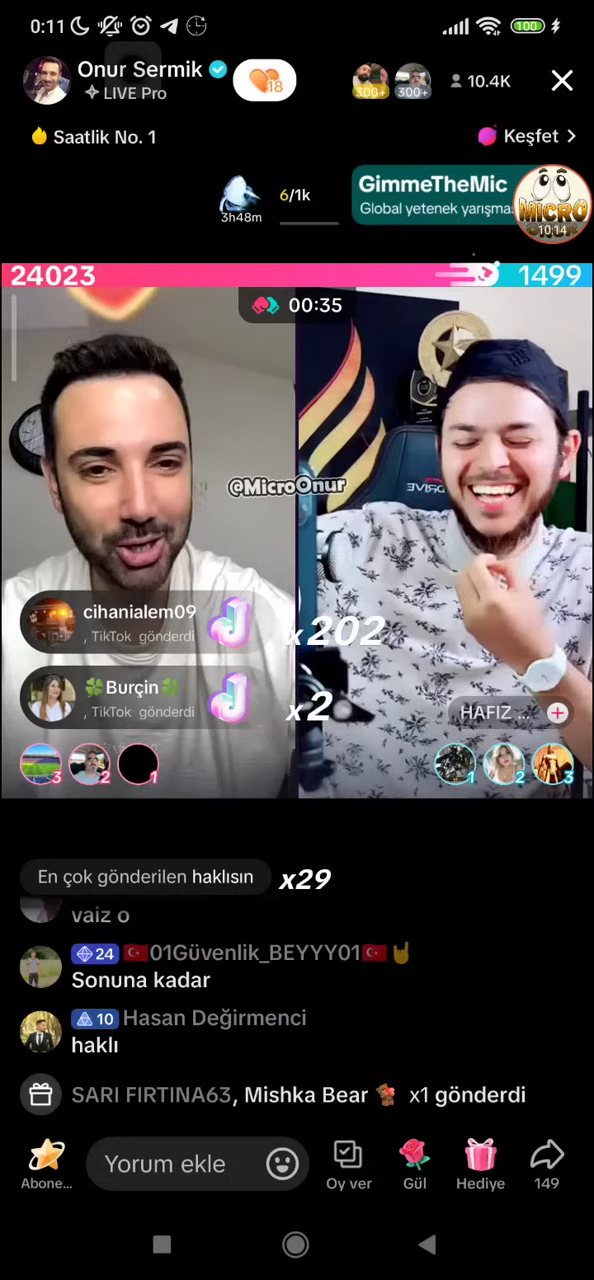 0:11
100
Onur Sermik
LIVE Pro
18
300+
300+
10.4K
Saatlik No. 1
Keşfet
3h48m
6/1k
GimmeTheMic
Global yetenek yarışmas
MiCRO
10:14
24023
1499
00:35
DRIVE
@MicroOnur
cihanialem09
, TikTok gönderdi
x202
🍀Burçin🍀
, TikTok gönderdi
x2
HAFIZ ...
3
2
1
1
2
3
En çok gönderilen haklısın
x29
vaiz o
24 🇹🇷01Güvenlik_BEYYY01🇹🇷🤘
Sonuna kadar
10 Hasan Değirmenci
haklı
SARI FIRTINA63, Mishka Bear x1 gönderdi
Abone...
Yorum ekle
Oy ver
Gül
Hediye
149